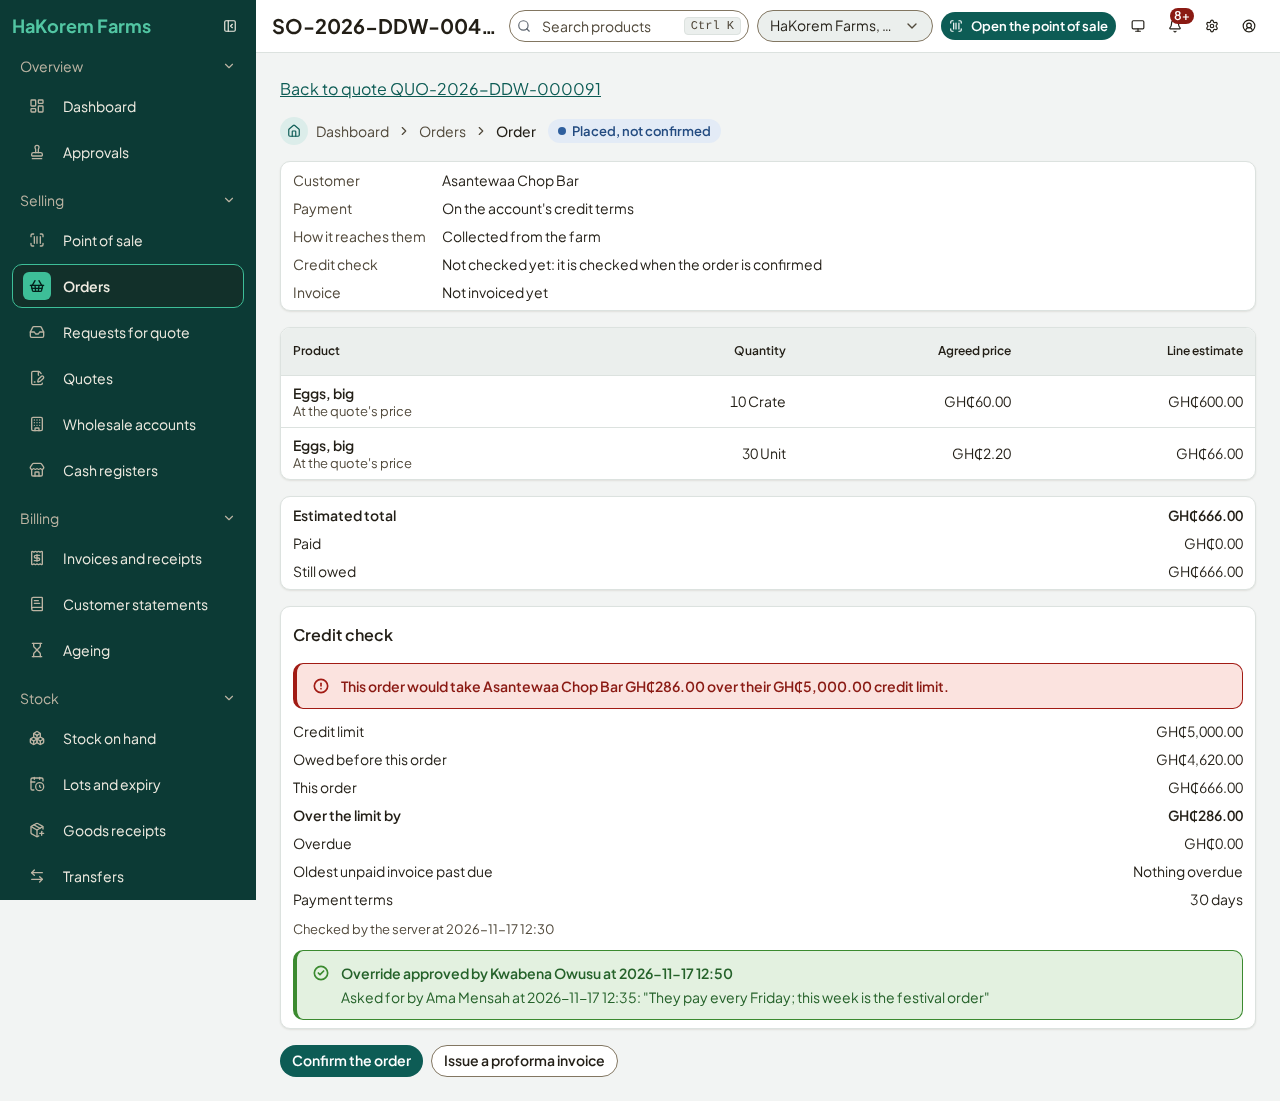 HaKorem Farms
SO-2026-DDW-004...
Search products
Ctrl K
HaKorem Farms, ...
Open the point of sale
8+
Overview
Dashboard
Approvals
Selling
Point of sale
Orders
Requests for quote
Quotes
Wholesale accounts
Cash registers
Billing
Invoices and receipts
Customer statements
Ageing
Stock
Stock on hand
Lots and expiry
Goods receipts
Transfers
Back to quote QUO-2026-DDW-000091
Dashboard > Orders > Order Placed, not confirmed
Customer Asantewaa Chop Bar
Payment On the account's credit terms
How it reaches them Collected from the farm
Credit check Not checked yet: it is checked when the order is confirmed
Invoice Not invoiced yet
Product Quantity Agreed price Line estimate
Eggs, big 10 Crate GH₵60.00 GH₵600.00
At the quote's price
Eggs, big 30 Unit GH₵2.20 GH₵66.00
At the quote's price
Estimated total GH₵666.00
Paid GH₵0.00
Still owed GH₵666.00
Credit check
This order would take Asantewaa Chop Bar GH₵286.00 over their GH₵5,000.00 credit limit.
Credit limit GH₵5,000.00
Owed before this order GH₵4,620.00
This order GH₵666.00
Over the limit by GH₵286.00
Overdue GH₵0.00
Oldest unpaid invoice past due Nothing overdue
Payment terms 30 days
Checked by the server at 2026-11-17 12:30
Override approved by Kwabena Owusu at 2026-11-17 12:50
Asked for by Ama Mensah at 2026-11-17 12:35: "They pay every Friday; this week is the festival order"
Confirm the order
Issue a proforma invoice